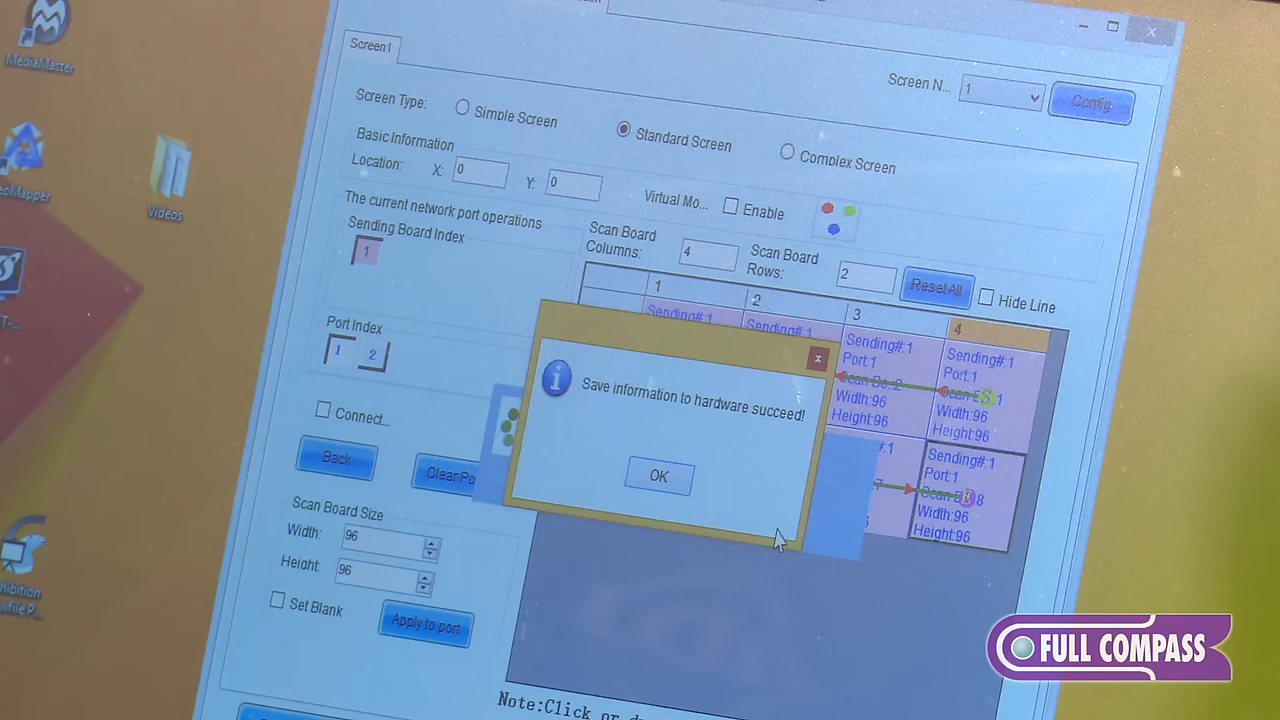 MediaMaster
Videos
Screen1
Screen N...
1
Config
Screen Type:
Simple Screen
Standard Screen
Complex Screen
Basic Information
Location:
X:
0
Y:
0
Virtual Mo...
Enable
The current network port operations
Sending Board Index
1
Scan Board
Columns:
4
Scan Board
Rows:
2
Reset All
Hide Line
1
2
3
4
Sending#:1
Sending#:1
Sending#:1
Port:1
Width:96
Height:96
Sending#:1
Port:1
Width:96
Height:96
Sending#:1
Port:1
Width:96
Height:96
Port Index
1
2
Connect...
Back
Scan Board Size
Width:
96
Height:
96
Set Blank
Apply to port
Save information to hardware succeed!
OK
FULL COMPASS